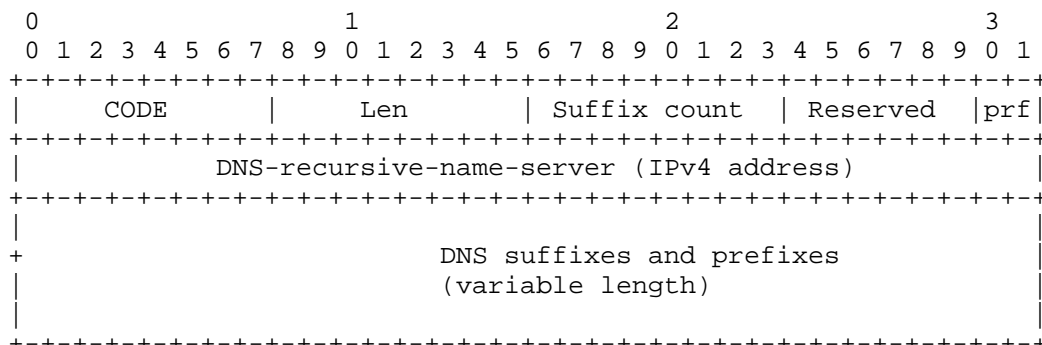 0                   1                   2                   3
 0 1 2 3 4 5 6 7 8 9 0 1 2 3 4 5 6 7 8 9 0 1 2 3 4 5 6 7 8 9 0 1
+-+-+-+-+-+-+-+-+-+-+-+-+-+-+-+-+-+-+-+-+-+-+-+-+-+-+-+-+-+-+-+-+
|     CODE      |     Len       | Suffix count  | Reserved  |prf|
+-+-+-+-+-+-+-+-+-+-+-+-+-+-+-+-+-+-+-+-+-+-+-+-+-+-+-+-+-+-+-+-+
|            DNS-recursive-name-server (IPv4 address)           |
+-+-+-+-+-+-+-+-+-+-+-+-+-+-+-+-+-+-+-+-+-+-+-+-+-+-+-+-+-+-+-+-+
|                                                               |
+                          DNS suffixes and prefixes            |
|                          (variable length)                    |
|                                                               |
+-+-+-+-+-+-+-+-+-+-+-+-+-+-+-+-+-+-+-+-+-+-+-+-+-+-+-+-+-+-+-+-+